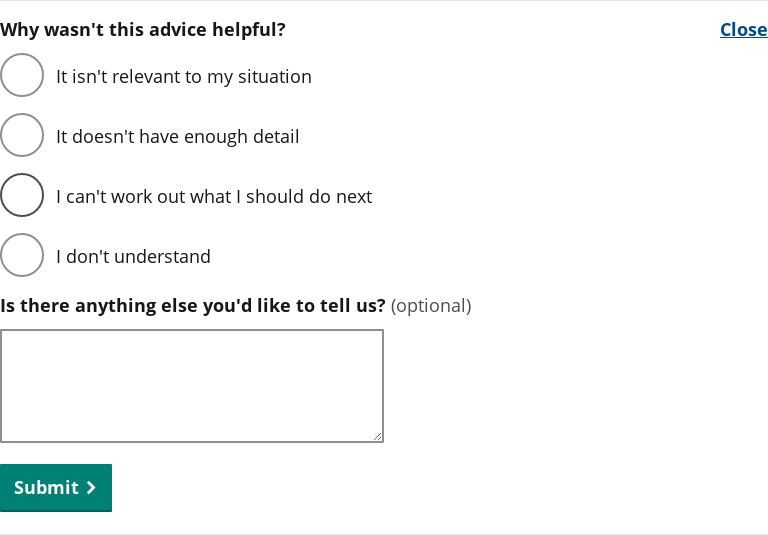 Why wasn't this advice helpful?
Close
It isn't relevant to my situation
It doesn't have enough detail
I can't work out what I should do next
I don't understand
Is there anything else you'd like to tell us? (optional)
Submit